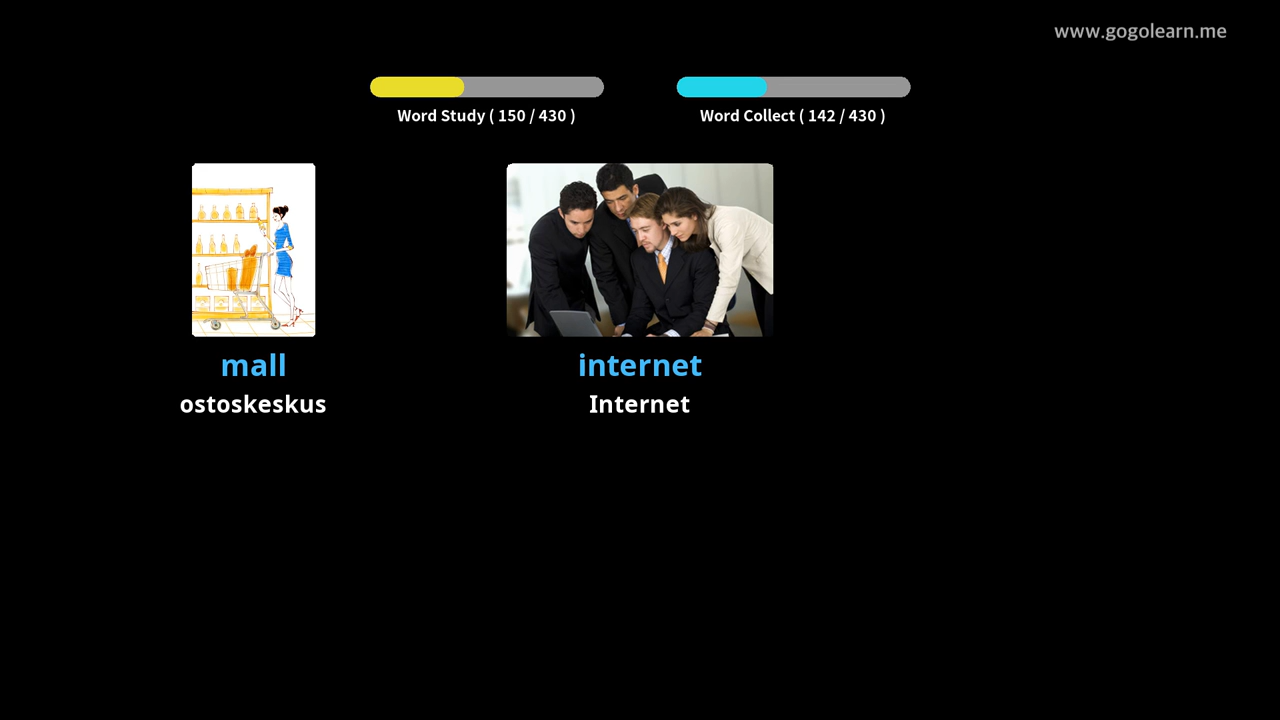 www.gogolearn.me
Word Study ( 150 / 430 )
Word Collect ( 142 / 430 )
mall
ostoskeskus
internet
Internet